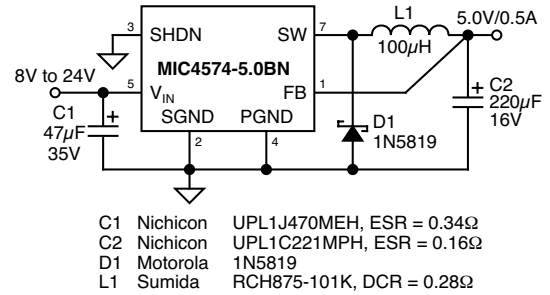 3 SHDN SW 7 L1 5.0V/0.5A
100µH
MIC4574-5.0BN
8V to 24V 5 VIN FB 1
C1 47µF 35V
SGND PGND
2 4
D1 1N5819
C2 220µF 16V
C1 Nichicon UPL1J470MEH, ESR = 0.34Ω
C2 Nichicon UPL1C221MPH, ESR = 0.16Ω
D1 Motorola 1N5819
L1 Sumida RCH875-101K, DCR = 0.28Ω